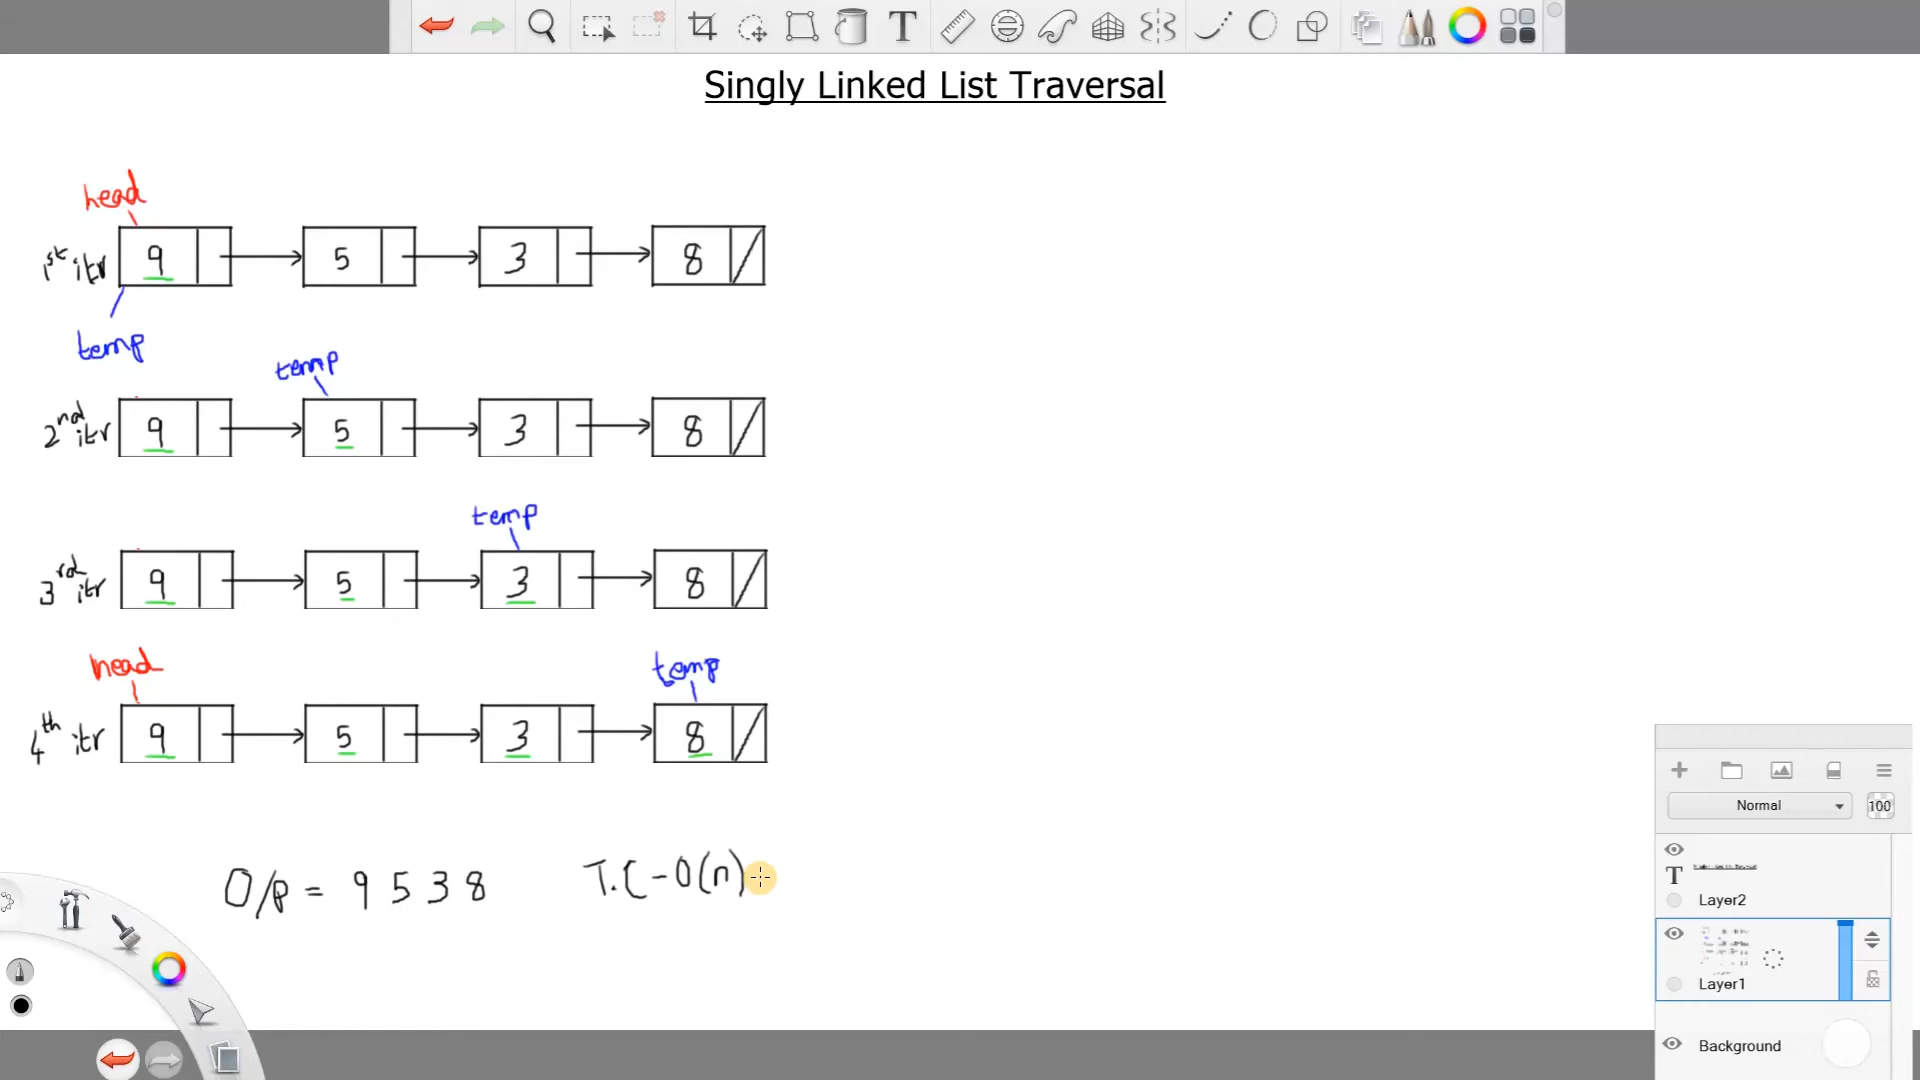 Singly Linked List Traversal
head
1st itr 9 5 3 8
temp
temp
2nd itr 9 5 3 8
temp
3rd itr 9 5 3 8
head temp
4th itr 9 5 3 8
O/P = 9 5 3 8 T.C - O(n)
T
Normal 100
T
Layer2
Layer1
Background